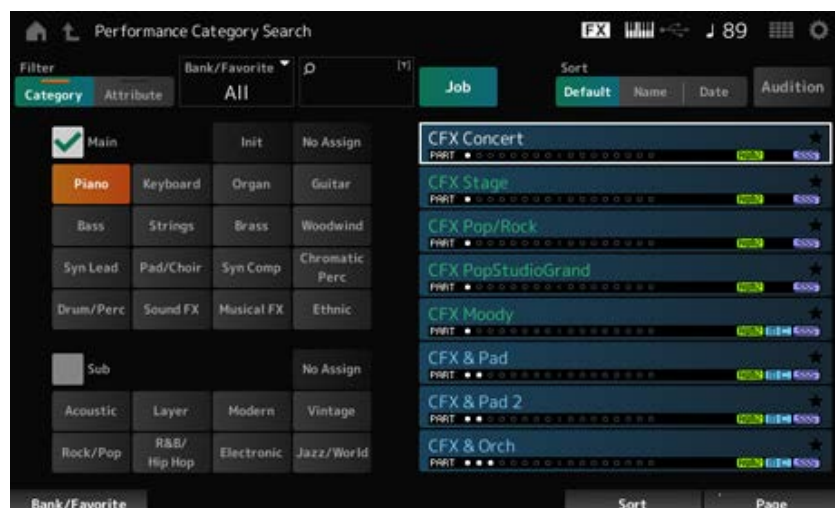 Performance Category Search
FX
♩ 89
Filter
Category Attribute
Bank/Favorite
All
Job
Sort
Default Name Date
Audition
Main Init No Assign
Piano Keyboard Organ Guitar
Bass Strings Brass Woodwind
Syn Lead Pad/Choir Syn Comp Chromatic
Perc
Drum/Perc Sound FX Musical FX Ethnic
Sub No Assign
Acoustic Layer Modern Vintage
Rock/Pop R&B/
Hip Hop Electronic Jazz/World
CFX Concert
PART
CFX Stage
PART
CFX Pop/Rock
PART
CFX PopStudioGrand
PART
CFX Moody
PART
CFX & Pad
PART
CFX & Pad 2
PART
CFX & Orch
PART
Bank/Favorite Sort Page